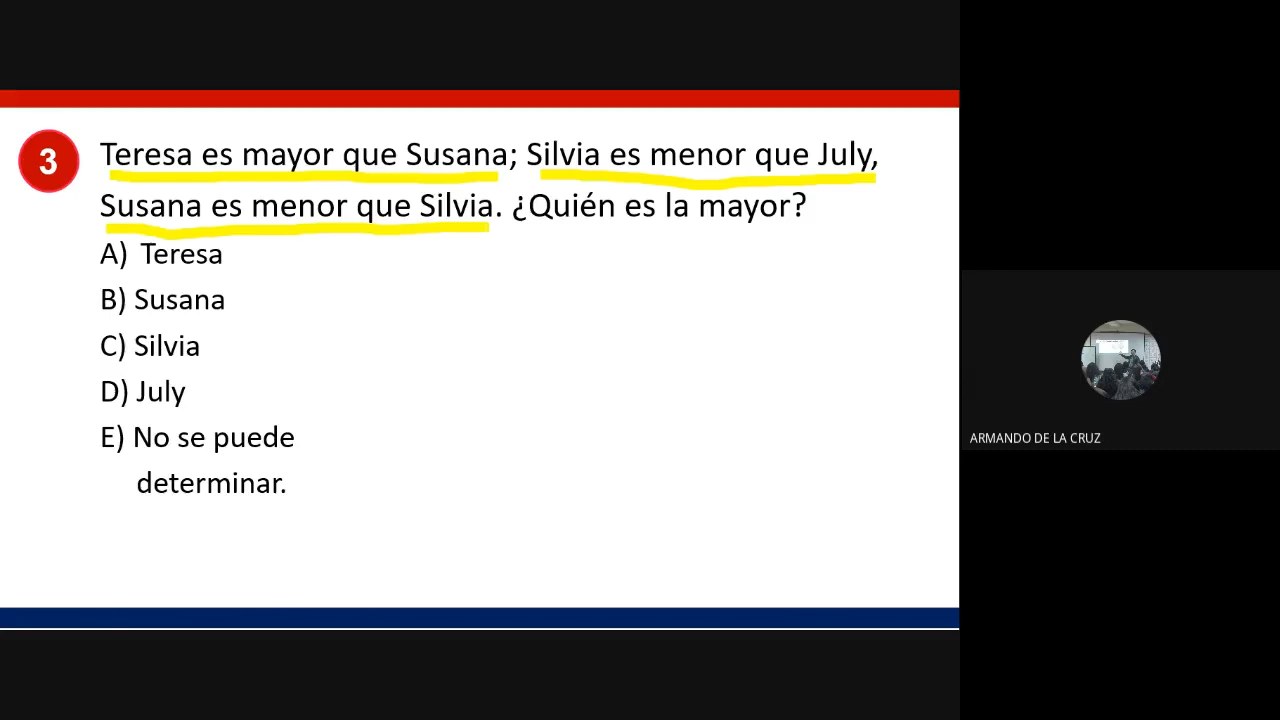 3
Teresa es mayor que Susana; Silvia es menor que July,
Susana es menor que Silvia. ¿Quién es la mayor?
A) Teresa
B) Susana
C) Silvia
D) July
E) No se puede
determinar.
ARMANDO DE LA CRUZ